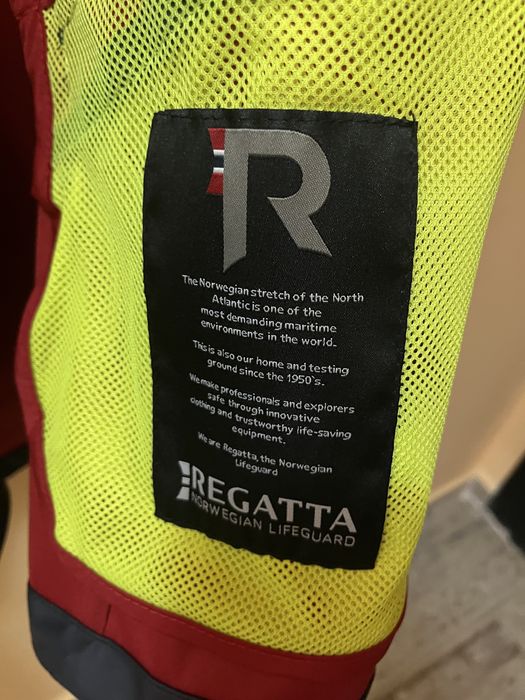 R
The Norwegian stretch of the North
Atlantic is one of the
most demanding maritime
environments in the world.
This is also our home and testing
ground since the 1950`s.
We make professionals and explorers
safe through innovative
clothing and trustworthy life-saving
equipment.
We are Regatta, the Norwegian
Lifeguard
REGATTA
NORWEGIAN LIFEGUARD